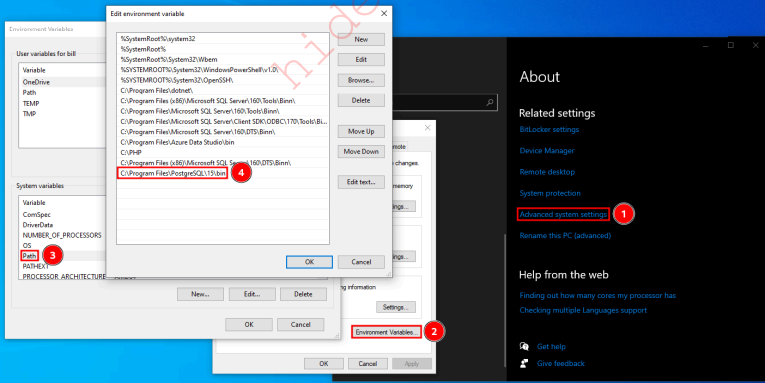 Edit environment variable
%SystemRoot%\system32
%SystemRoot%
%SystemRoot%\System32\Wbem
%SYSTEMROOT%\System32\WindowsPowerShell\v1.0\
%SYSTEMROOT%\System32\OpenSSH\
C:\Program Files\dotnet\
C:\Program Files (x86)\Microsoft SQL Server\160\Tools\Binn\
C:\Program Files\Microsoft SQL Server\160\Tools\Binn\
C:\Program Files\Microsoft SQL Server\Client SDK\ODBC\170\Tools\Bi...
C:\Program Files\Microsoft SQL Server\160\DTS\Binn\
C:\Program Files\Azure Data Studio\bin
C:\PHP
C:\Program Files (x86)\Microsoft SQL Server\160\DTS\Binn\
C:\Program Files\PostgreSQL\15\bin
4
New
Edit
Browse...
Delete
Move Up
Move Down
Edit text...
OK
Cancel
Environment Variables
User variables for bill
Variable
OneDrive
Path
TEMP
TMP
System variables
Variable
ComSpec
DriverData
NUMBER_OF_PROCESSORS
OS
Path
3
PATHEXT
PROCESSOR_ARCHITECTURE
New...
Edit...
Delete
OK
Cancel
mote
changes.
memory
ings...
ings...
ng information
Settings...
Environment Variables...
2
OK
Cancel
Apply
About
Related settings
BitLocker settings
Device Manager
Remote desktop
System protection
Advanced system settings
1
Rename this PC (advanced)
Help from the web
Finding out how many cores my processor has
Checking multiple Languages support
Get help
Give feedback
hide